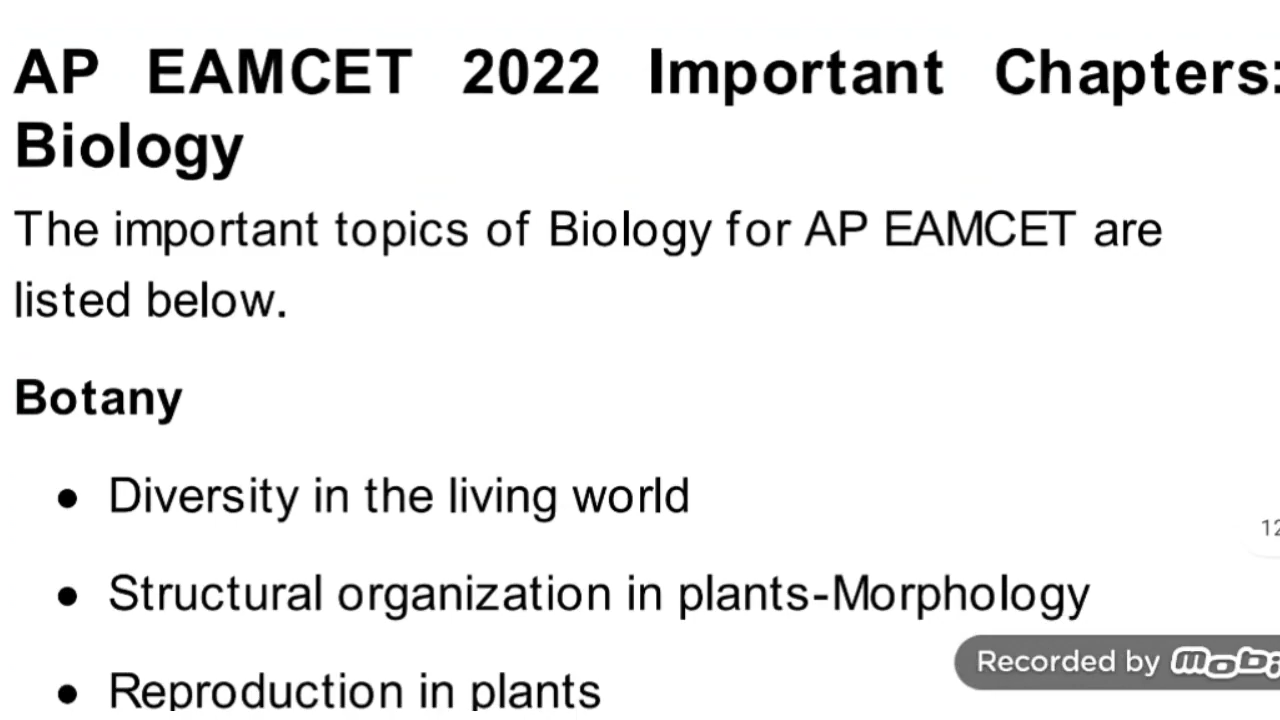 AP EAMCET 2022 Important Chapters:
Biology
The important topics of Biology for AP EAMCET are
listed below.
Botany
● Diversity in the living world
● Structural organization in plants-Morphology
● Reproduction in plants
12
Recorded by